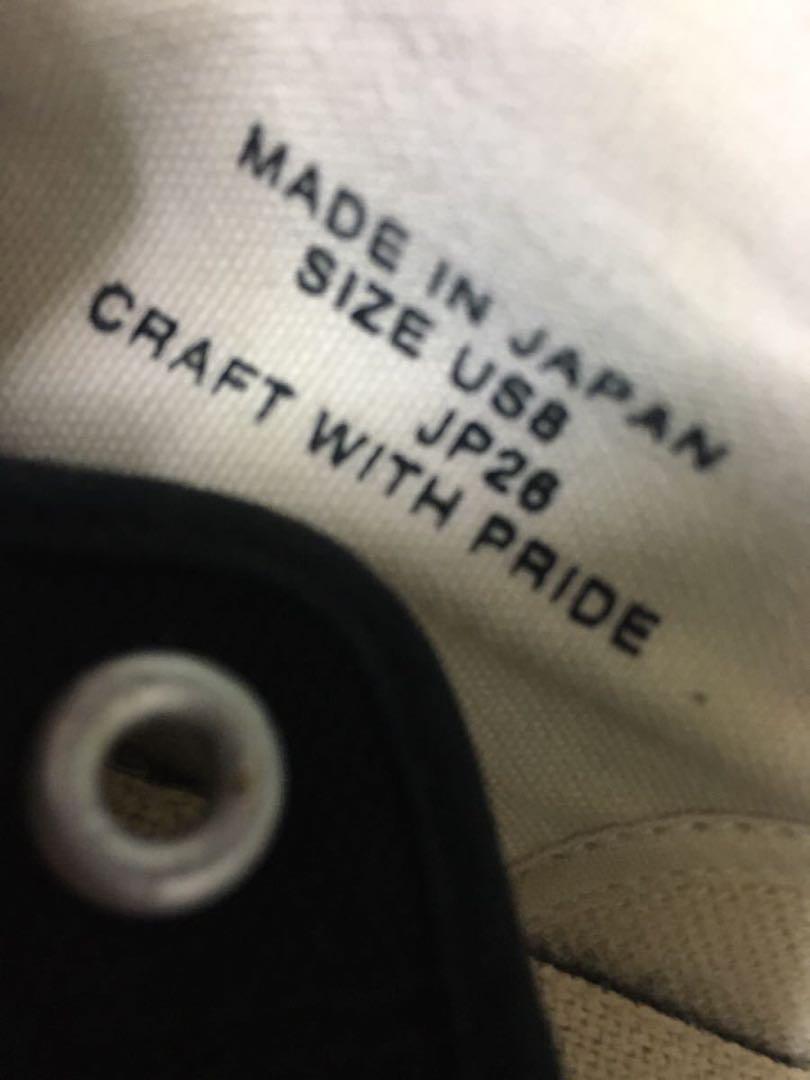 MADE IN JAPAN
SIZE US8
JP26
CRAFT WITH PRIDE